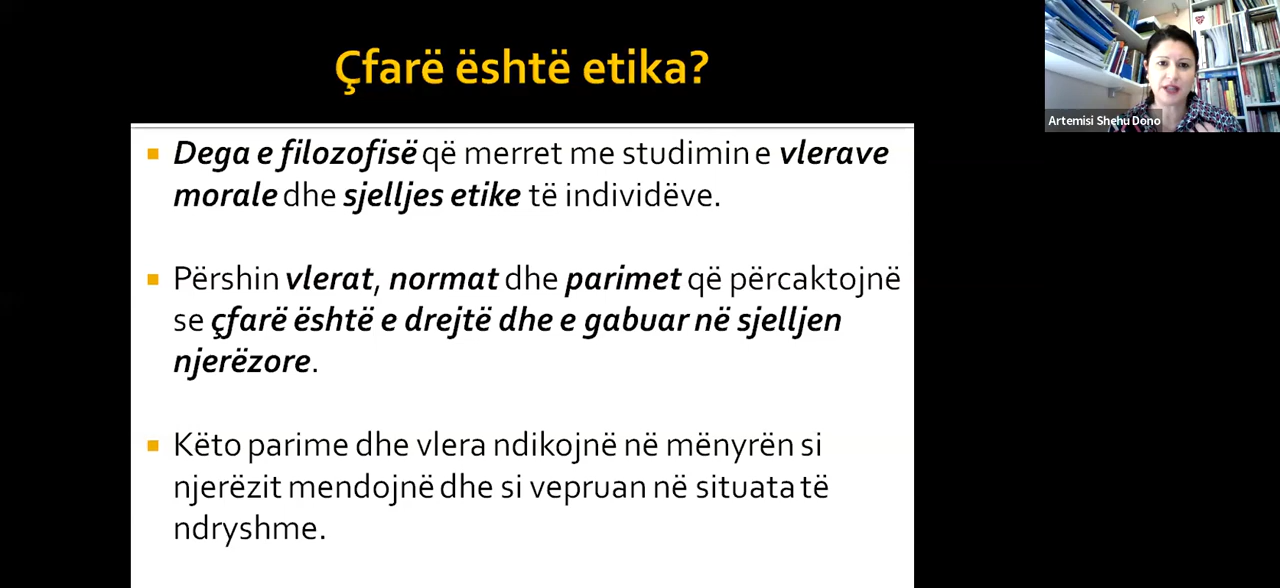 Çfarë është etika?
Dega e filozofisë që merret me studimin e vlerave
morale dhe sjelljes etike të individëve.
Përshin vlerat, normat dhe parimet që përcaktojnë
se çfarë është e drejtë dhe e gabuar në sjelljen
njerëzore.
Këto parime dhe vlera ndikojnë në mënyrën si
njerëzit mendojnë dhe si vepruan në situata të
ndryshme.
Artemisi Shehu Dono